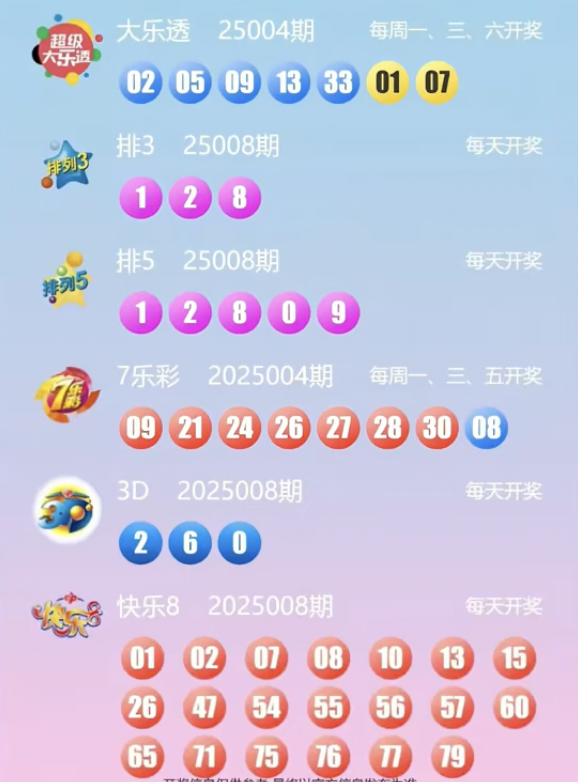 超级
大乐透
大乐透 25004期 每周一、三、六开奖
02 05 09 13 33 01 07
排列3
排3 25008期 每天开奖
1 2 8
排列5
排5 25008期 每天开奖
1 2 8 0 9
7乐彩
7乐彩 2025004期 每周一、三、五开奖
09 21 24 26 27 28 30 08
3D 2025008期 每天开奖
2 6 0
快乐8
快乐8 2025008期 每天开奖
01 02 07 08 10 13 15
26 47 54 55 56 57 60
65 71 75 76 77 79